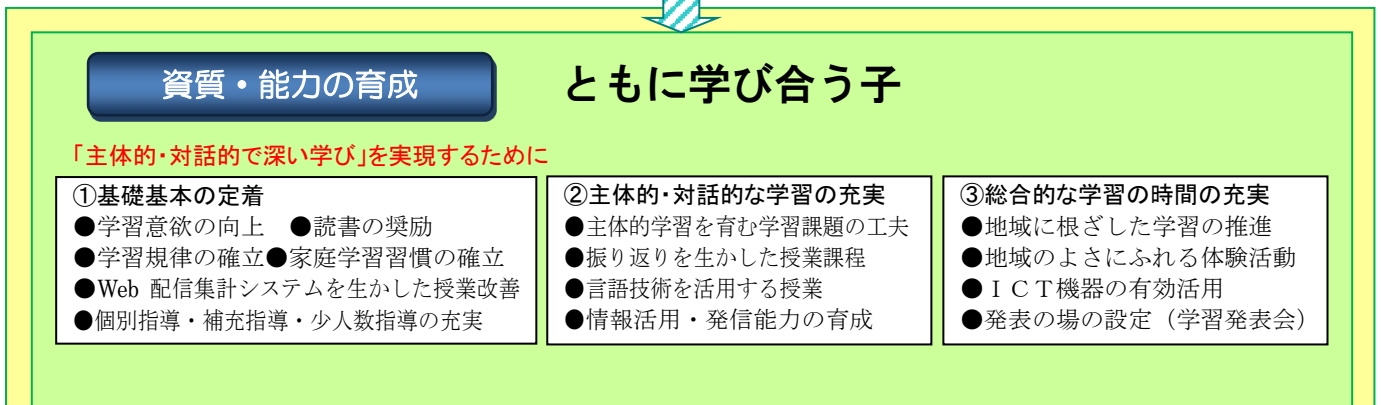 資質・能力の育成
ともに学び合う子
「主体的・対話的で深い学び」を実現するために
①基礎基本の定着
●学習意欲の向上　●読書の奨励
●学習規律の確立●家庭学習習慣の確立
●Web 配信集計システムを生かした授業改善
●個別指導・補充指導・少人数指導の充実
②主体的・対話的な学習の充実
●主体的学習を育む学習課題の工夫
●振り返りを生かした授業課程
●言語技術を活用する授業
●情報活用・発信能力の育成
③総合的な学習の時間の充実
●地域に根ざした学習の推進
●地域のよさにふれる体験活動
●ＩＣＴ機器の有効活用
●発表の場の設定（学習発表会）